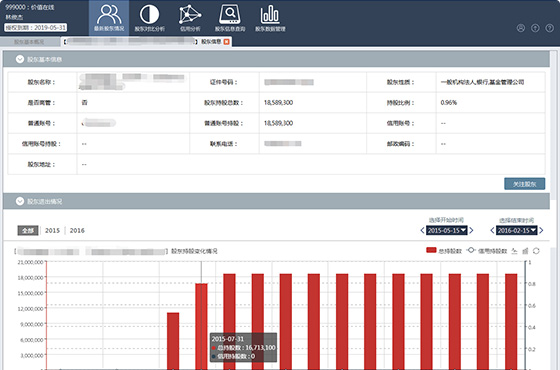 999000：价值在线
林俊杰
授权到期：2019-05-31
最新股东情况
股东对比分析
信用分析
股东信息查询
股东数据管理
股东基本概况
股东信息
股东基本信息
股东名称：
证件号码：
股东性质： 一般机构法人,银行,基金管理公司
是否高管： 否
股东持股总数： 18,589,300
持股比例： 0.96%
普通账号：
普通账号持股： 18,589,300
信用账号： --
信用账号持股： --
联系电话：
邮政编码： --
股东地址： --
关注股东
股东进出情况
全部 2015 2016
选择开始时间
2015-05-15
选择结束时间
2016-02-15
【 】股东持股变化情况
总持股数 信用持股数
21,000,000 1
18,000,000
15,000,000 0.8
12,000,000 0.6
9,000,000
6,000,000 0.4
3,000,000 0.2
0 0
2015-07-31
总持股数 : 16,713,100
信用持股数 : 0